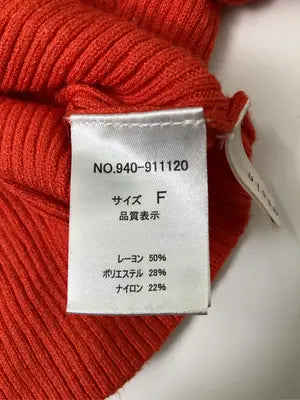 NO.940-911120
サイズ F
品質表示
レーヨン 50%
ポリエステル 28%
ナイロン 22%